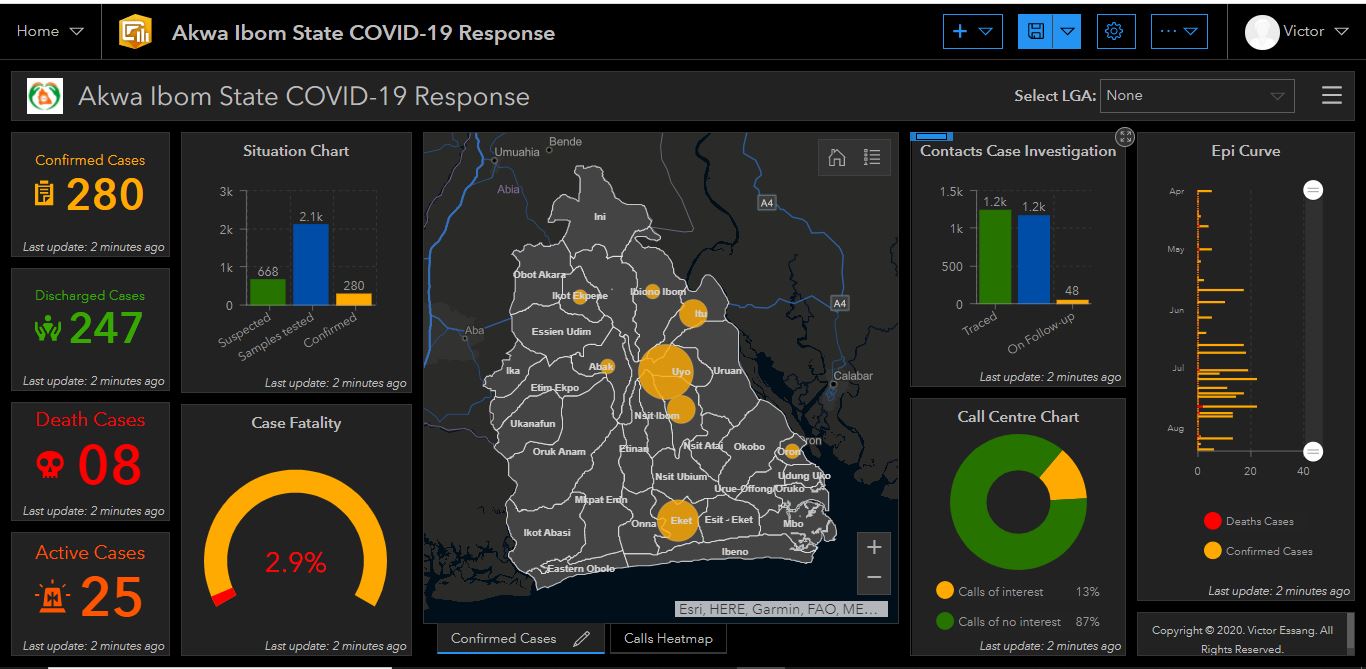 Home
Akwa Ibom State COVID-19 Response
Victor
Akwa Ibom State COVID-19 Response
Select LGA:
None
Confirmed Cases
280
Last update: 2 minutes ago
Discharged Cases
247
Last update: 2 minutes ago
Death Cases
08
Last update: 2 minutes ago
Active Cases
25
Last update: 2 minutes ago
Situation Chart
3k
2k
1k
0
668
2.1k
280
Suspected
Samples tested
Confirmed
Last update: 2 minutes ago
Case Fatality
2.9%
Last update: 2 minutes ago
Bende
Umuahia
Abia
A4
Ini
Obot Akara
Ikot Ekpene
Ibiono Ibom
A4
Itu
Aba
Essien Udim
Ika
Abak
Uyo
Uruan
Calabar
Etim Ekpo
Nsit Ibom
Ukanafun
Oruk Anam
Etinan
Nsit Atai
Okobo
Oron
Oron
Nsit Ubium
Udung Uko
Urue-Offong/Oruko
Mkpat Enin
Ikot Abasi
Onna
Eket
Esit - Eket
Mbo
Ibeno
Eastern Obolo
Esri, HERE, Garmin, FAO, ME...
Confirmed Cases
Calls Heatmap
Contacts Case Investigation
1.5k
1k
500
0
1.2k
1.2k
48
Traced
On Follow-up
Last update: 2 minutes ago
Call Centre Chart
Calls of interest 13%
Calls of no interest 87%
Last update: 2 minutes ago
Epi Curve
Apr
May
Jun
Jul
Aug
0 20 40
Deaths Cases
Confirmed Cases
Last update: 2 minutes ago
Copyright © 2020. Victor Essang. All
Rights Reserved.